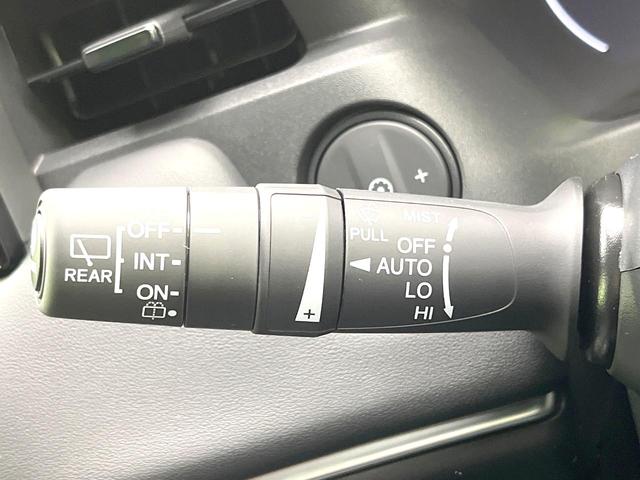 OFF
INT
REAR
ON
+
+
MIST
PULL
OFF
AUTO
LO
HI